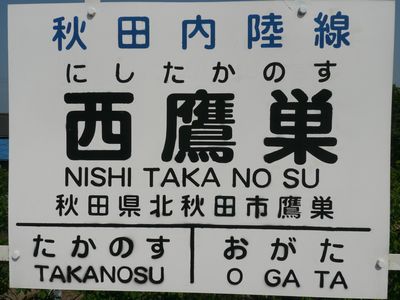 秋田内陸線
にしたかのす
西鷹巣
NISHI TAKA NO SU
秋田県北秋田市鷹巣
たかのす おがた
TAKANOSU O GA TA